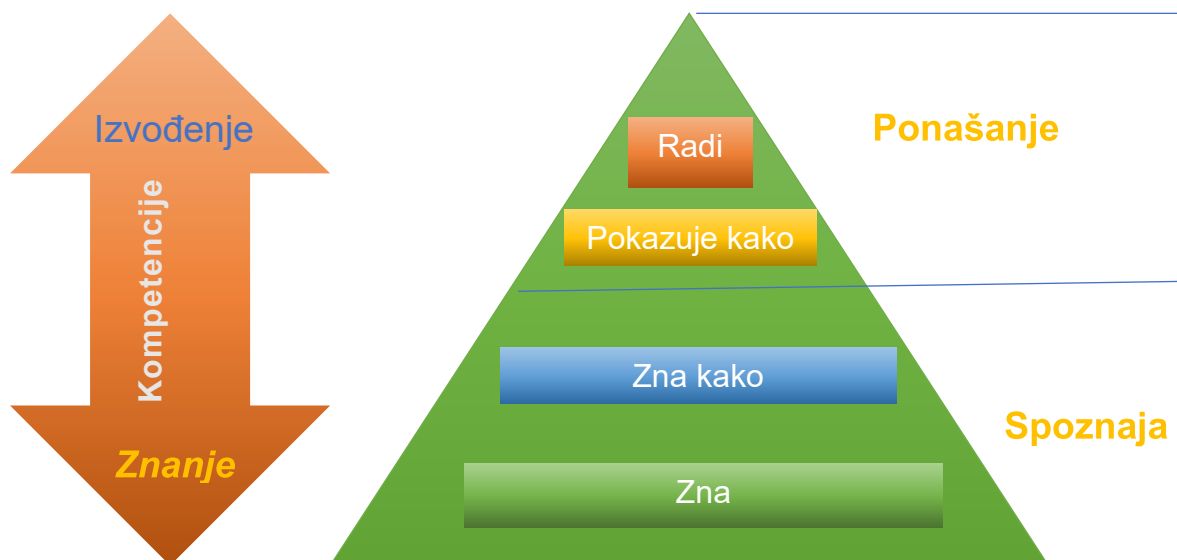 Izvođenje
Kompetencije
Znanje
Radi
Pokazuje kako
Zna kako
Zna
Ponašanje
Spoznaja